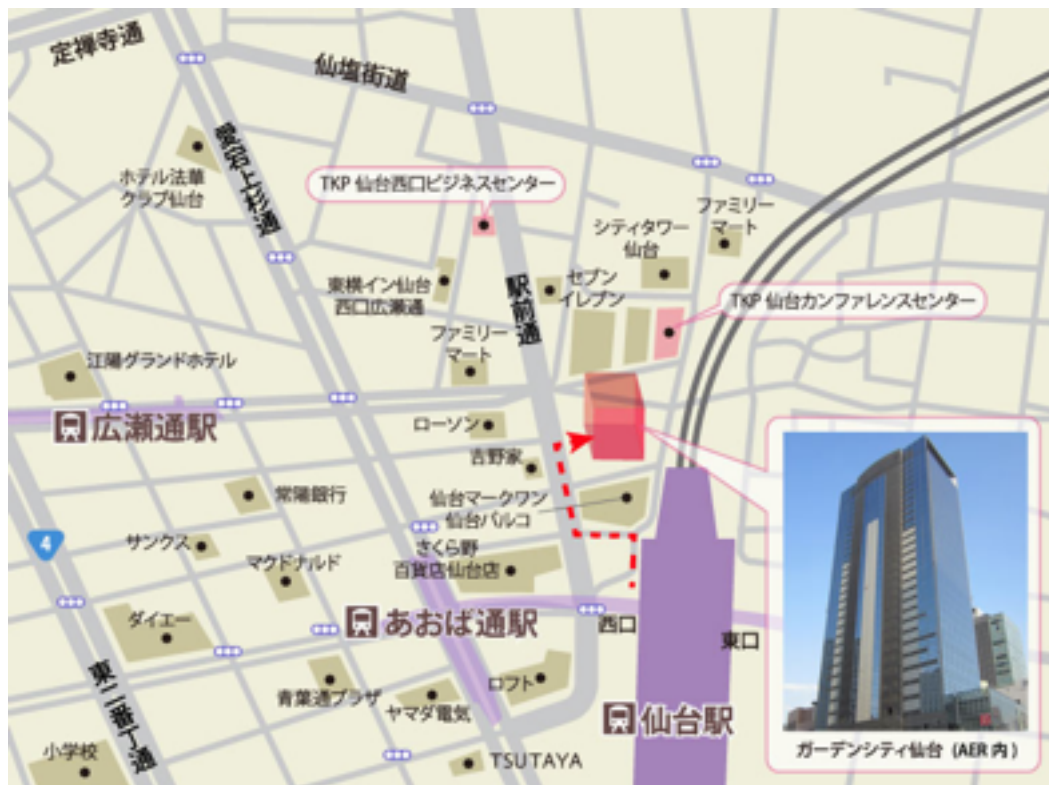 定禅寺通
仙塩街道
愛宕上杉通
ホテル法華
クラブ仙台
TKP 仙台西口ビジネスセンター
シティタワー
仙台
ファミリー
マート
東横イン仙台
西口広瀬通
駅前通
セブン
イレブン
TKP 仙台カンファレンスセンター
ファミリー
マート
江陽グランドホテル
広瀬通駅
ローソン
吉野家
常陽銀行
仙台マークワン
仙台パルコ
4
サンクス
マクドナルド
さくら野
百貨店仙台店
ダイエー
あおば通駅
西口
東口
東二番丁通
青葉通プラザ
ヤマダ電気
ロフト
仙台駅
小学校
TSUTAYA
ガーデンシティ仙台 (AER 内)